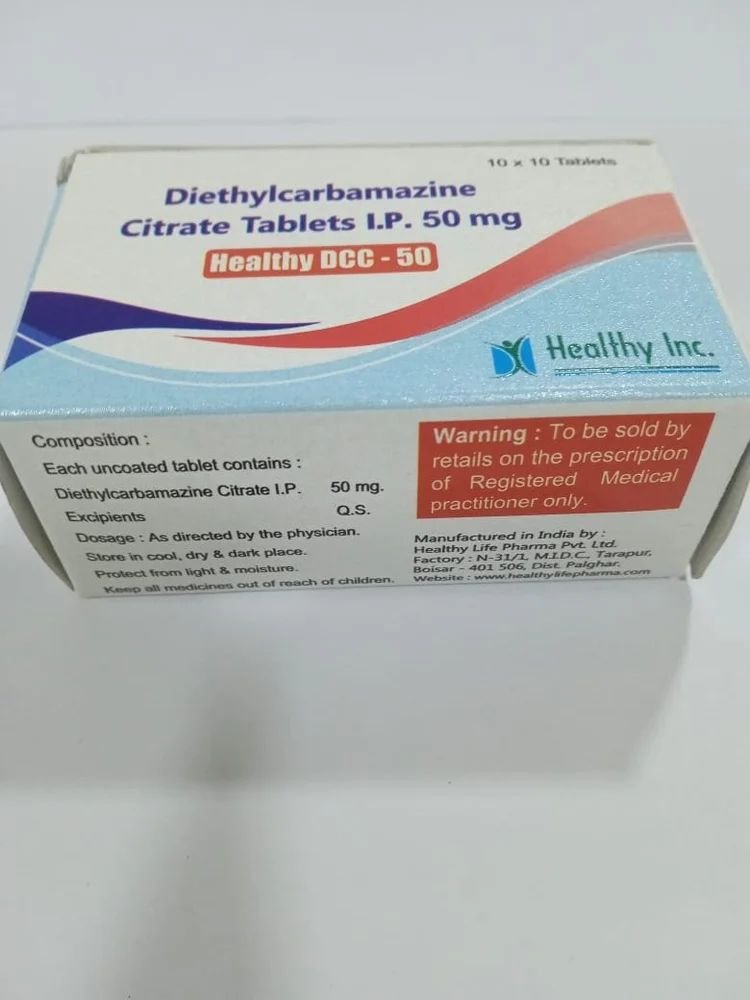 10 x 10 Tablets
Diethylcarbamazine
Citrate Tablets I.P. 50 mg
Healthy DCC - 50
Healthy Inc.
Composition :
Each uncoated tablet contains :
Diethylcarbamazine Citrate I.P. 50 mg.
Excipients Q.S.
Dosage : As directed by the physician.
Store in cool, dry & dark place.
Protect from light & moisture.
Keep all medicines out of reach of children.
Warning : To be sold by
retails on the prescription
of Registered Medical
practitioner only.
Manufactured in India by :
Healthy Life Pharma Pvt. Ltd.
Factory : N-31/1, M.I.D.C., Tarapur,
Boisar - 401 506, Dist. Palghar.
Website : www.healthylifepharma.com